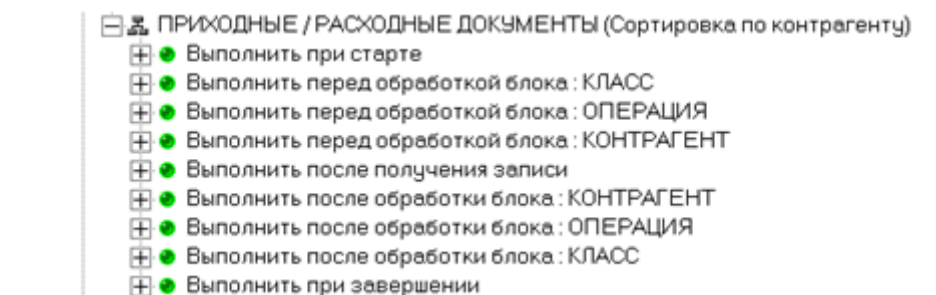 ПРИХОДНЫЕ / РАСХОДНЫЕ ДОКУМЕНТЫ (Сортировка по контрагенту)
Выполнить при старте
Выполнить перед обработкой блока : КЛАСС
Выполнить перед обработкой блока : ОПЕРАЦИЯ
Выполнить перед обработкой блока : КОНТРАГЕНТ
Выполнить после получения записи
Выполнить после обработки блока : КОНТРАГЕНТ
Выполнить после обработки блока : ОПЕРАЦИЯ
Выполнить после обработки блока : КЛАСС
Выполнить при завершении